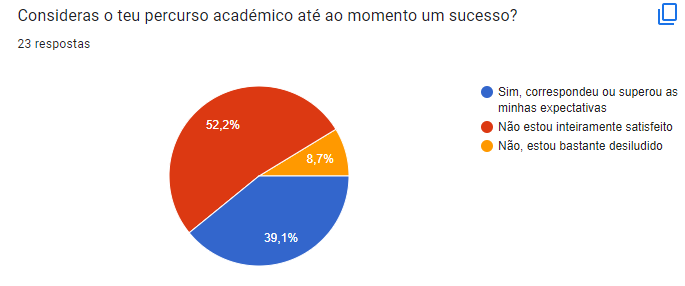 Consideras o teu percurso académico até ao momento um sucesso?
23 respostas
52,2%
8,7%
39,1%
Sim, correspondeu ou superou as
minhas expectativas
Não estou inteiramente satisfeito
Não, estou bastante desiludido